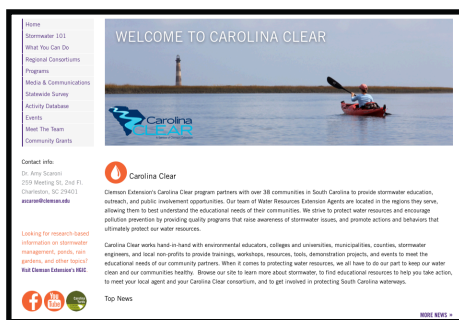 Home
Stormwater 101
What You Can Do
Regional Consortiums
Programs
Media & Communications
Statewide Survey
Activity Database
Events
Meet The Team
Community Grants
Contact info:
Dr. Amy Scaroni
259 Meeting St, 2nd Fl.
Charleston, SC 29401
ascaron@clemson.edu
Looking for research-based
information on stormwater
management, ponds, rain-
gardens, and other topics?
Visit Clemson Extension's HGIC.
You
Tube
WELCOME TO CAROLINA CLEAR
Carolina
CLEAR
Carolina Clear
Clemson Extension's Carolina Clear program partners with over 38 communities in South Carolina to provide stormwater education,
outreach, and public involvement opportunities. Our team of Water Resources Extension Agents are located in the regions they serve,
allowing them to best understand the educational needs of their communities. We strive to protect water resources and encourage
pollution prevention by providing quality programs that raise awareness of stormwater issues, and promote actions and behaviors that
ultimately protect our water resources.
Carolina Clear works hand-in-hand with environmental educators, colleges and universities, municipalities, counties, stormwater
engineers, and local non-profits to provide trainings, workshops, resources, tools, demonstration projects, and events to meet the
educational needs of our community partners. When it comes to protecting water resources, we all have to do our part to keep our water
clean and our communities healthy. Browse our site to learn more about stormwater, to find educational resources to help you take action,
to meet your local agent and your Carolina Clear consortium, and to get involved in protecting South Carolina waterways.
Top News
MORE NEWS »